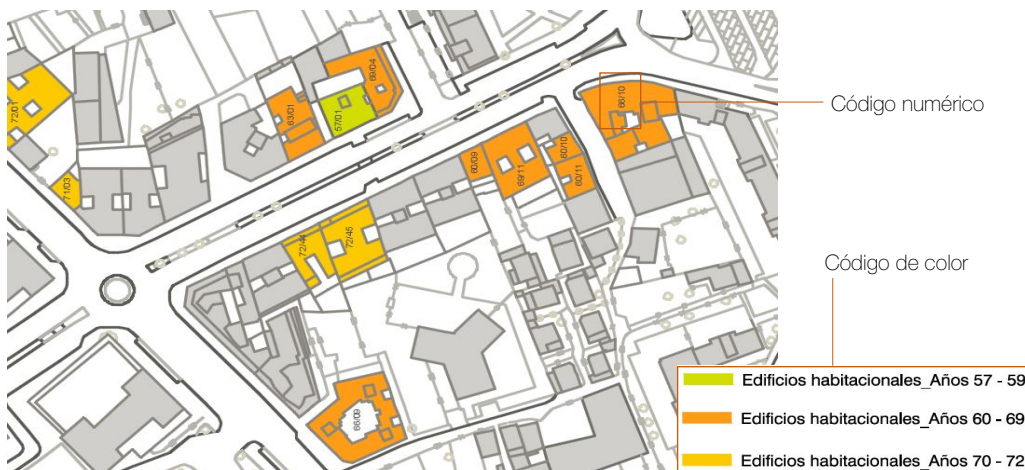 72/01
71/03
63/01
57/01
69/04
72/44
72/45
60/09
69/11
60/10
60/11
66/10
66/09
Código numérico
Código de color
Edificios habitacionales_Años 57 - 59
Edificios habitacionales_Años 60 - 69
Edificios habitacionales_Años 70 - 72